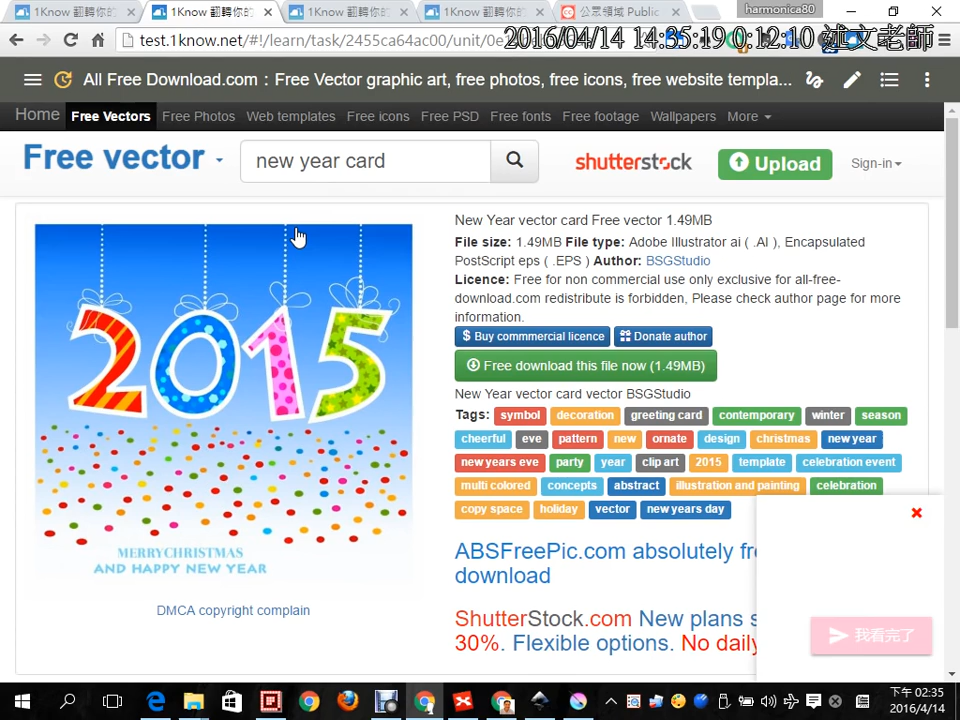 1Know 翻轉你的
1Know 翻轉你的
1Know 翻轉你的
1Know 翻轉你的
公眾領域 Public
harmonica80
test.1know.net/#!/learn/task/2455ca64ac00/unit/0e
2016/04/14 14:35:19 0:12:10 述文老師
All Free Download.com : Free Vector graphic art, free photos, free icons, free website templa...
Home Free Vectors Free Photos Web templates Free icons Free PSD Free fonts Free footage Wallpapers More
Free vector
new year card
shutterstock
Upload
Sign-in
2015
MERRYCHRISTMAS
AND HAPPY NEW YEAR
DMCA copyright complain
New Year vector card Free vector 1.49MB
File size: 1.49MB File type: Adobe Illustrator ai ( .AI ), Encapsulated
PostScript eps ( .EPS ) Author: BSGStudio
Licence: Free for non commercial use only exclusive for all-free-
download.com redistribute is forbidden, Please check author page for more
information.
$ Buy commmercial licence Donate author
Free download this file now (1.49MB)
New Year vector card vector BSGStudio
Tags: symbol decoration greeting card contemporary winter season
cheerful eve pattern new ornate design christmas new year
new years eve party year clip art 2015 template celebration event
multi colored concepts abstract illustration and painting celebration
copy space holiday vector new years day
ABSFreePic.com absolutely fr
download
ShutterStock.com New plans s
30%. Flexible options. No daily
我看完了
下午 02:35
2016/4/14